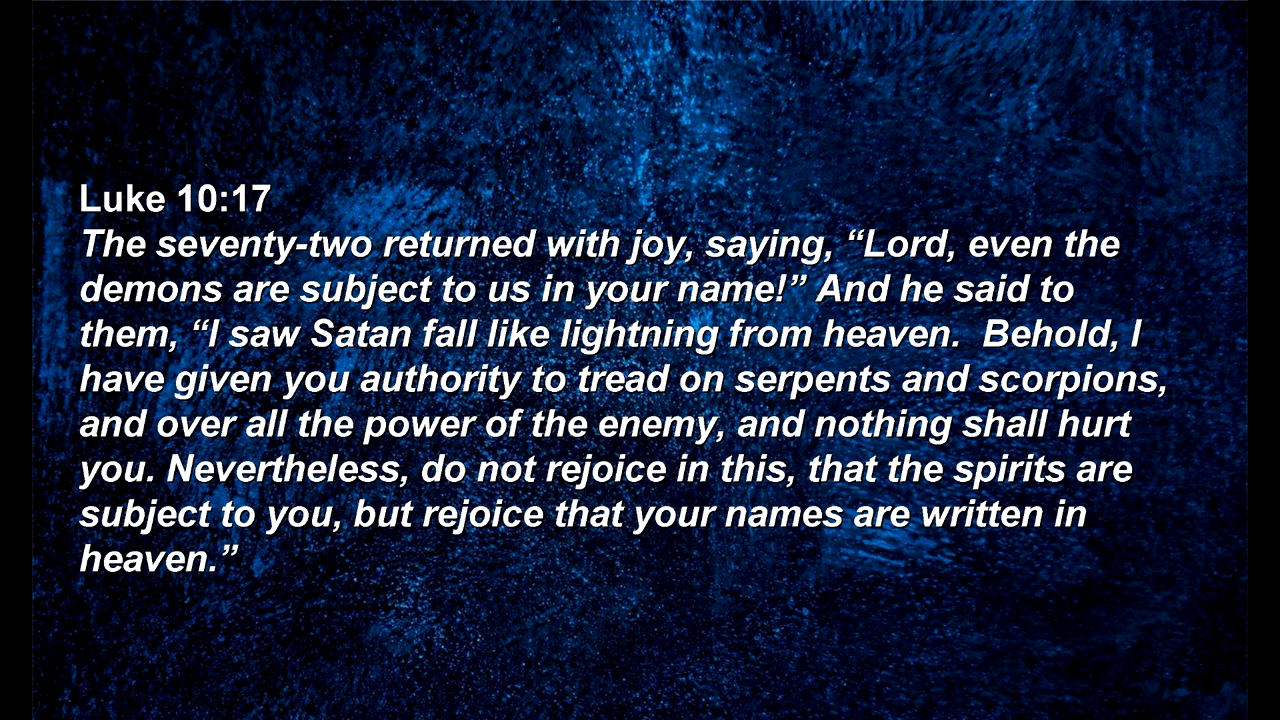 Luke 10:17
The seventy-two returned with joy, saying, “Lord, even the
demons are subject to us in your name!” And he said to
them, “I saw Satan fall like lightning from heaven.  Behold, I
have given you authority to tread on serpents and scorpions,
and over all the power of the enemy, and nothing shall hurt
you. Nevertheless, do not rejoice in this, that the spirits are
subject to you, but rejoice that your names are written in
heaven.”